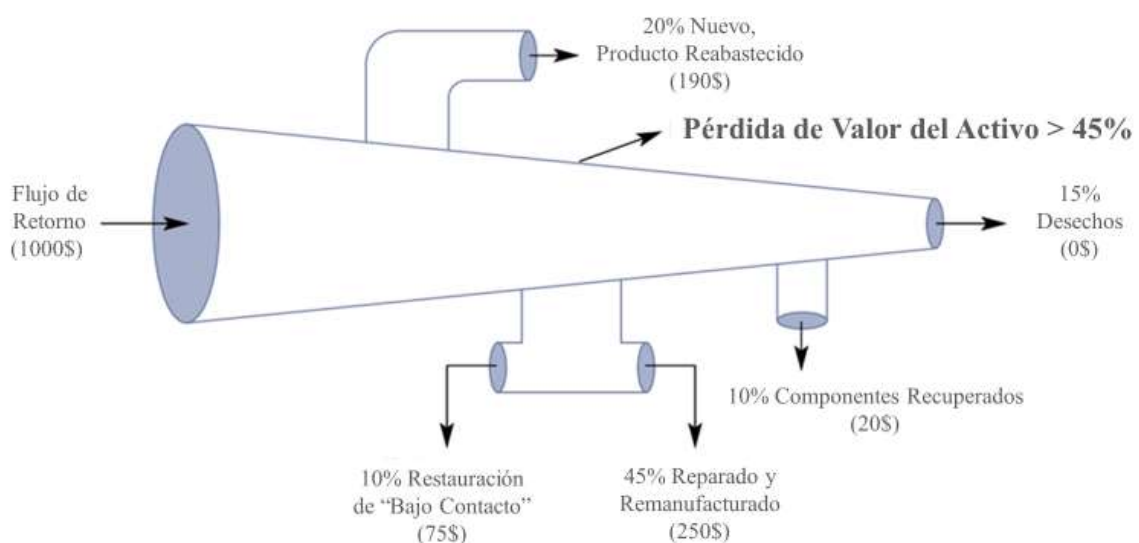 20% Nuevo,
Producto Reabastecido
(190$)
Pérdida de Valor del Activo > 45%
Flujo de
Retorno
(1000$)
15%
Desechos
(0$)
10% Componentes Recuperados
(20$)
10% Restauración
de “Bajo Contacto”
(75$)
45% Reparado y
Remanufacturado
(250$)